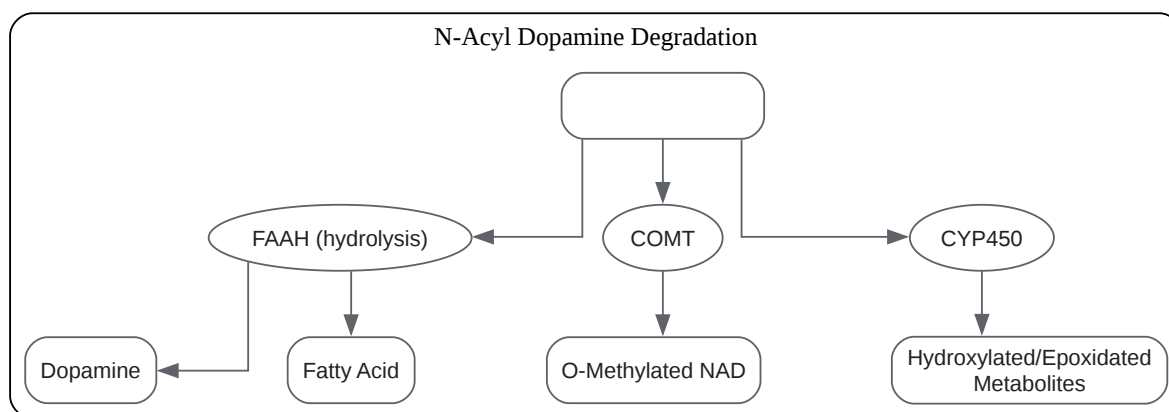 N-Acyl Dopamine Degradation
FAAH (hydrolysis)
COMT
CYP450
Dopamine
Fatty Acid
O-Methylated NAD
Hydroxylated/Epoxidated
Metabolites